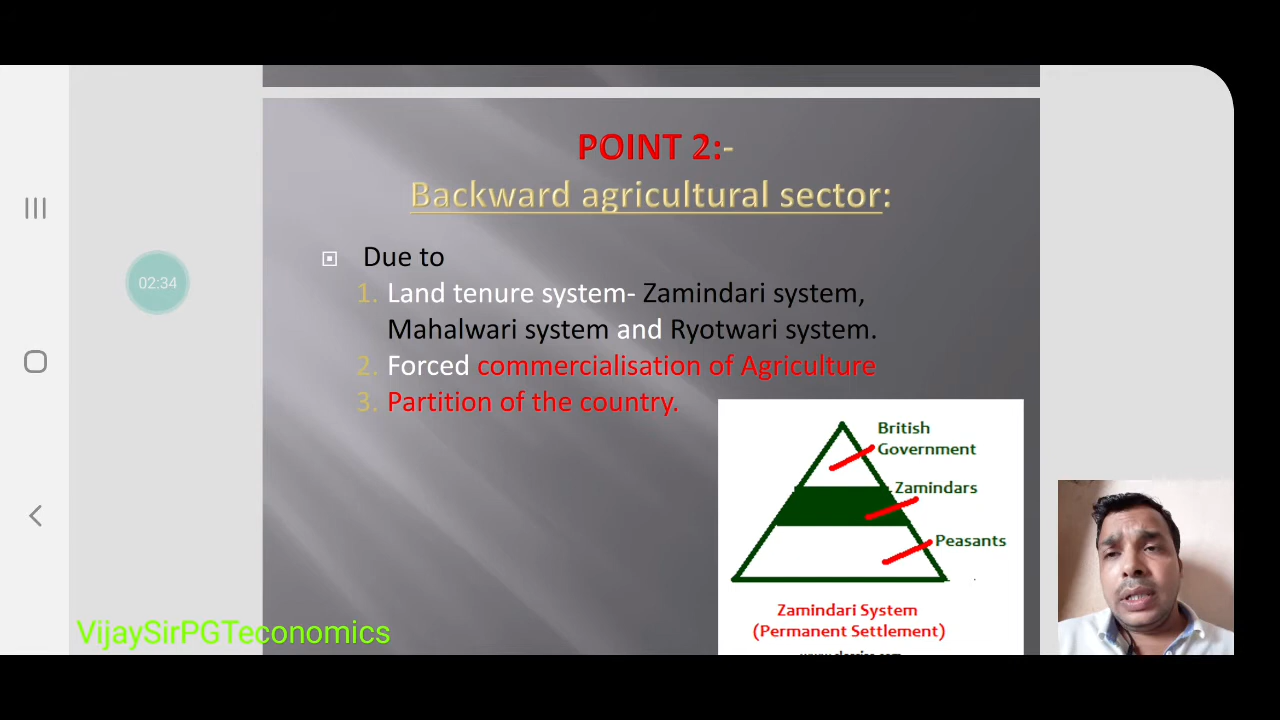 POINT 2:-
Backward agricultural sector:
Due to
1. Land tenure system- Zamindari system,
Mahalwari system and Ryotwari system.
2. Forced commercialisation of Agriculture
3. Partition of the country.
02:34
British
Government
Zamindars
Peasants
Zamindari System
(Permanent Settlement)
VijaySirPGTeconomics